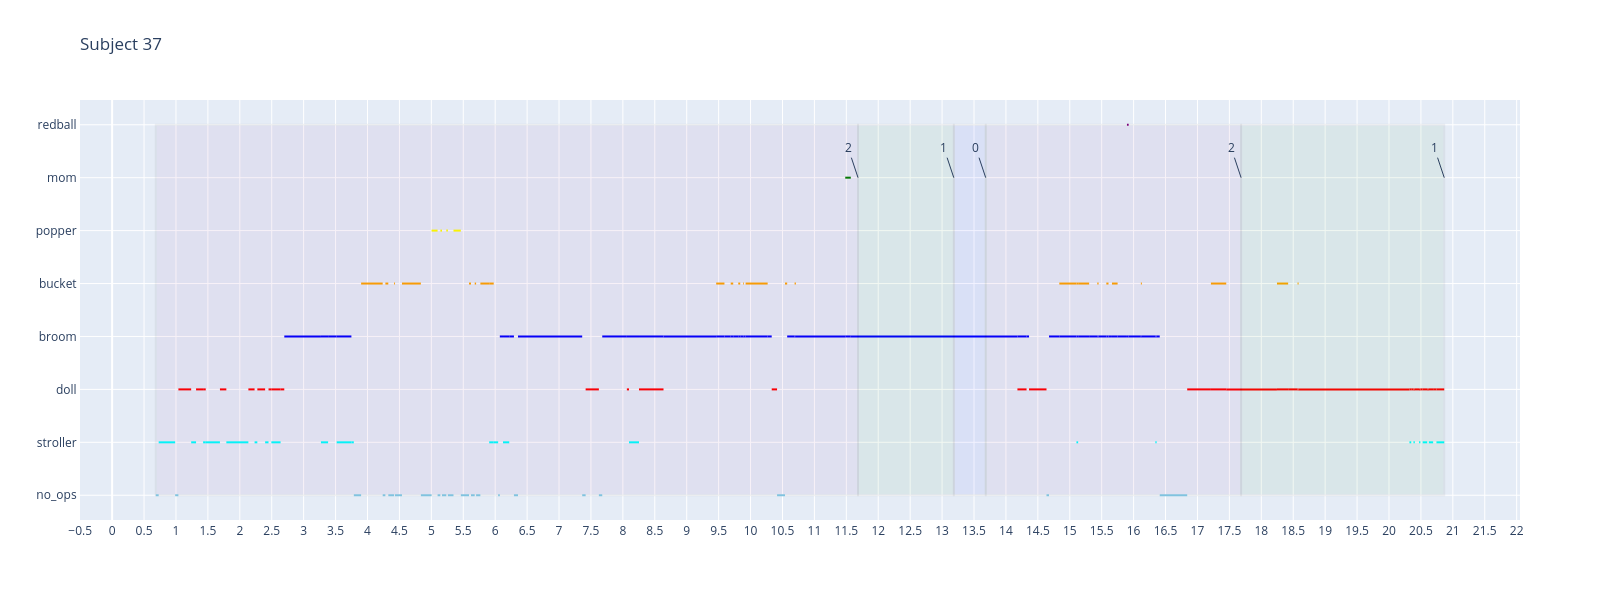 Subject 37
redball
2 1 0 2 1
mom
popper
bucket
broom
doll
stroller
no_ops
−0.5 0 0.5 1 1.5 2 2.5 3 3.5 4 4.5 5 5.5 6 6.5 7 7.5 8 8.5 9 9.5 10 10.5 11 11.5 12 12.5 13 13.5 14 14.5 15 15.5 16 16.5 17 17.5 18 18.5 19 19.5 20 20.5 21 21.5 22